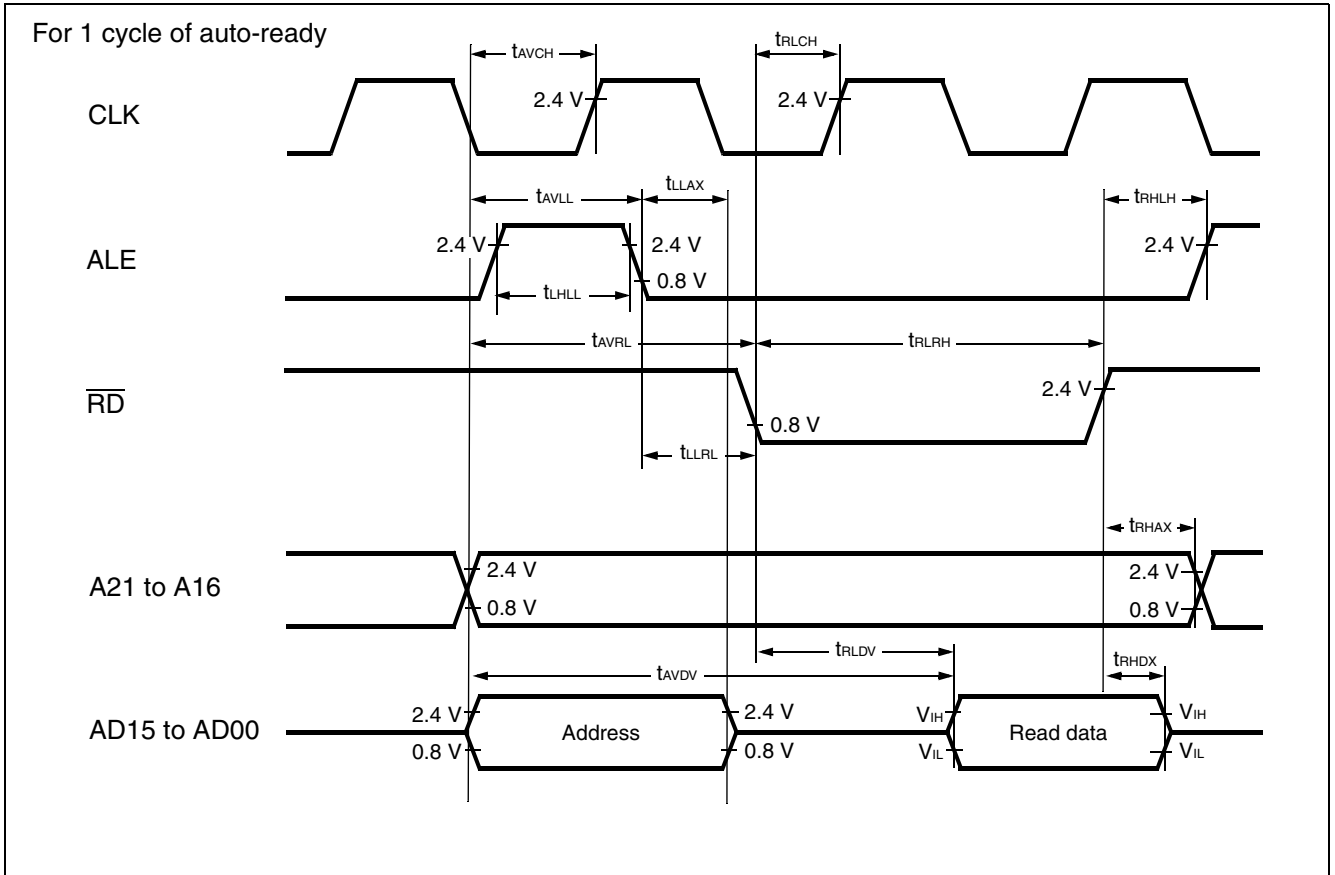 For 1 cycle of auto-ready
tAVCH
tRLCH
CLK
2.4 V
2.4 V
tAVLL
tLLAX
tRHLH
ALE
2.4 V
2.4 V
2.4 V
0.8 V
tLHLL
tAVRL
tRLRH
RD
2.4 V
0.8 V
tLLRL
tRHAX
A21 to A16
2.4 V
2.4 V
0.8 V
0.8 V
tRLDV
tAVDV
tRHDX
AD15 to AD00
2.4 V
Address
2.4 V
VIH
Read data
VIH
0.8 V
0.8 V
VIL
VIL